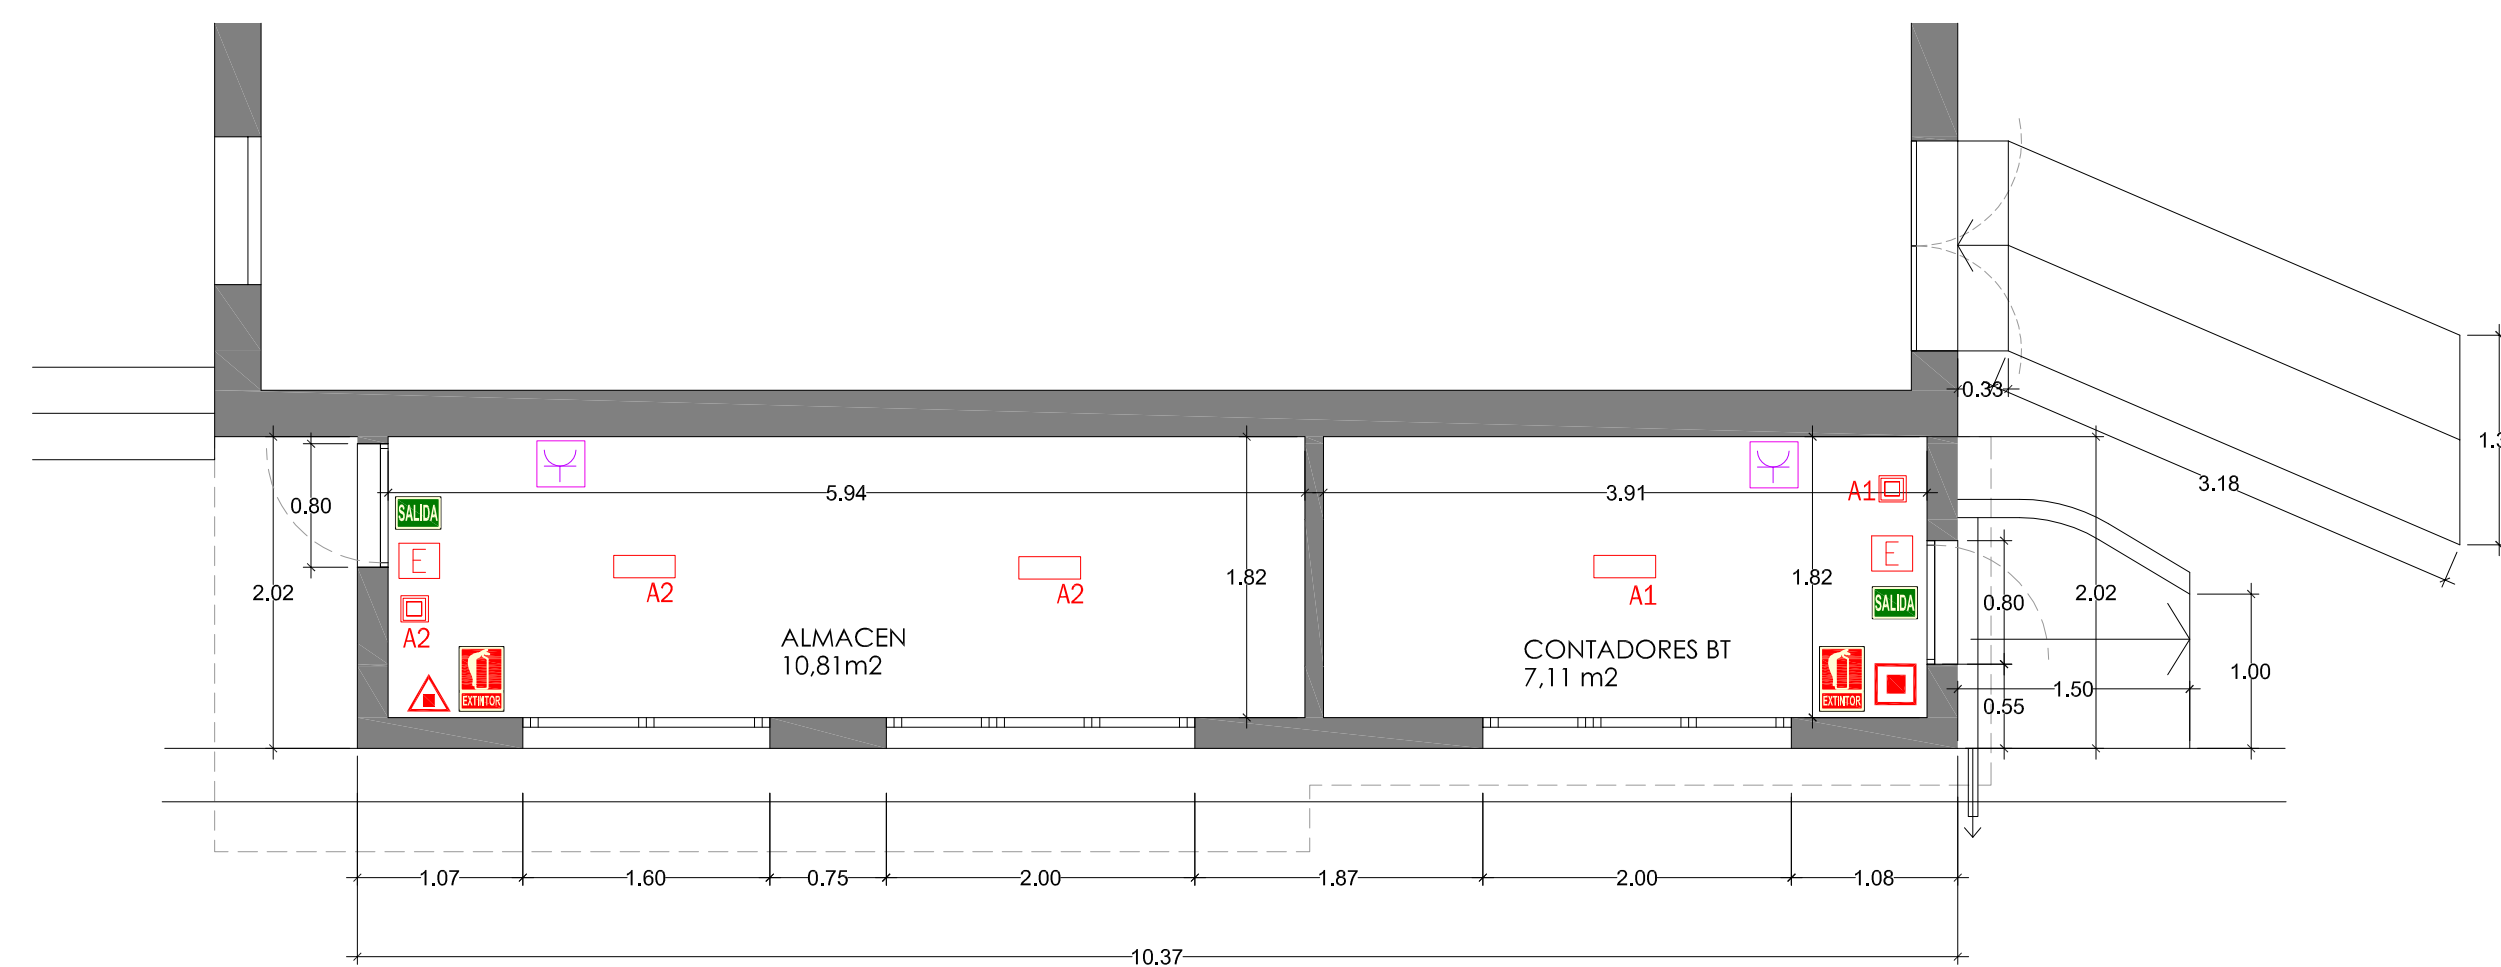 0.33
1.3
3.18
5.94
3.91
A1
0.80
SALIDA
E
E
2.02
A2
A2
1.82
A1
1.82
SALIDA
0.80
2.02
A2
ALMACEN
10,81m2
CONTADORES BT
7,11 m2
1.00
1.50
0.55
EXTINTOR
EXTINTOR
1.07
1.60
0.75
2.00
1.87
2.00
1.08
10.37